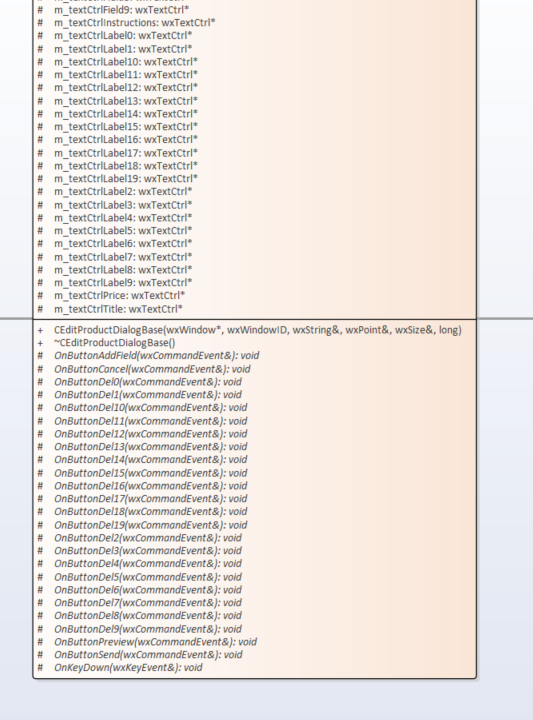 # m_textCtrlField9: wxTextCtrl*
# m_textCtrlInstructions: wxTextCtrl*
# m_textCtrlLabel0: wxTextCtrl*
# m_textCtrlLabel1: wxTextCtrl*
# m_textCtrlLabel10: wxTextCtrl*
# m_textCtrlLabel11: wxTextCtrl*
# m_textCtrlLabel12: wxTextCtrl*
# m_textCtrlLabel13: wxTextCtrl*
# m_textCtrlLabel14: wxTextCtrl*
# m_textCtrlLabel15: wxTextCtrl*
# m_textCtrlLabel16: wxTextCtrl*
# m_textCtrlLabel17: wxTextCtrl*
# m_textCtrlLabel18: wxTextCtrl*
# m_textCtrlLabel19: wxTextCtrl*
# m_textCtrlLabel2: wxTextCtrl*
# m_textCtrlLabel3: wxTextCtrl*
# m_textCtrlLabel4: wxTextCtrl*
# m_textCtrlLabel5: wxTextCtrl*
# m_textCtrlLabel6: wxTextCtrl*
# m_textCtrlLabel7: wxTextCtrl*
# m_textCtrlLabel8: wxTextCtrl*
# m_textCtrlLabel9: wxTextCtrl*
# m_textCtrlPrice: wxTextCtrl*
# m_textCtrlTitle: wxTextCtrl*
+ CEditProductDialogBase(wxWindow*, wxWindowID, wxString&, wxPoint&, wxSize&, long)
+ ~CEditProductDialogBase()
# OnButtonAddField(wxCommandEvent&): void
# OnButtonCancel(wxCommandEvent&): void
# OnButtonDel0(wxCommandEvent&): void
# OnButtonDel1(wxCommandEvent&): void
# OnButtonDel10(wxCommandEvent&): void
# OnButtonDel11(wxCommandEvent&): void
# OnButtonDel12(wxCommandEvent&): void
# OnButtonDel13(wxCommandEvent&): void
# OnButtonDel14(wxCommandEvent&): void
# OnButtonDel15(wxCommandEvent&): void
# OnButtonDel16(wxCommandEvent&): void
# OnButtonDel17(wxCommandEvent&): void
# OnButtonDel18(wxCommandEvent&): void
# OnButtonDel19(wxCommandEvent&): void
# OnButtonDel2(wxCommandEvent&): void
# OnButtonDel3(wxCommandEvent&): void
# OnButtonDel4(wxCommandEvent&): void
# OnButtonDel5(wxCommandEvent&): void
# OnButtonDel6(wxCommandEvent&): void
# OnButtonDel7(wxCommandEvent&): void
# OnButtonDel8(wxCommandEvent&): void
# OnButtonDel9(wxCommandEvent&): void
# OnButtonPreview(wxCommandEvent&): void
# OnButtonSend(wxCommandEvent&): void
# OnKeyDown(wxKeyEvent&): void